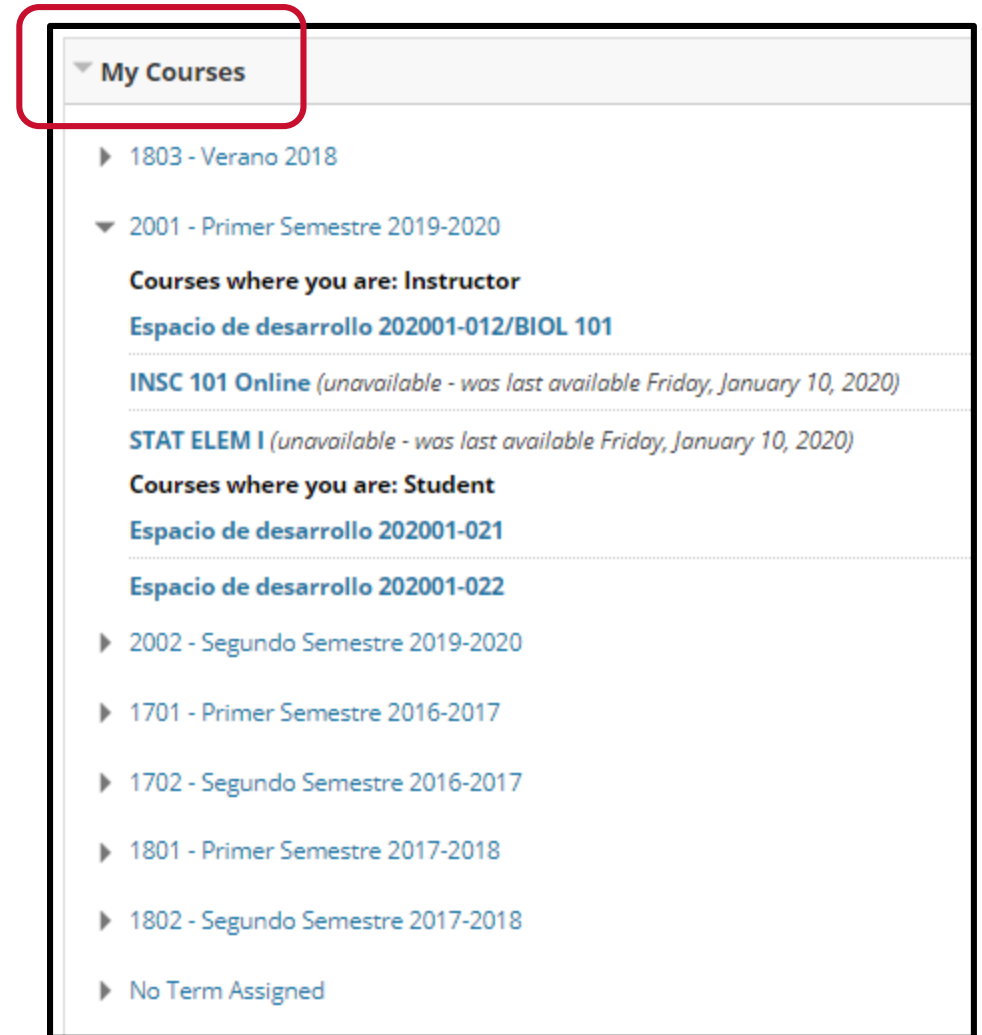 My Courses
1803 - Verano 2018
2001 - Primer Semestre 2019-2020
Courses where you are: Instructor
Espacio de desarrollo 202001-012/BIOL 101
INSC 101 Online (unavailable - was last available Friday, January 10, 2020)
STAT ELEM I (unavailable - was last available Friday, January 10, 2020)
Courses where you are: Student
Espacio de desarrollo 202001-021
Espacio de desarrollo 202001-022
2002 - Segundo Semestre 2019-2020
1701 - Primer Semestre 2016-2017
1702 - Segundo Semestre 2016-2017
1801 - Primer Semestre 2017-2018
1802 - Segundo Semestre 2017-2018
No Term Assigned